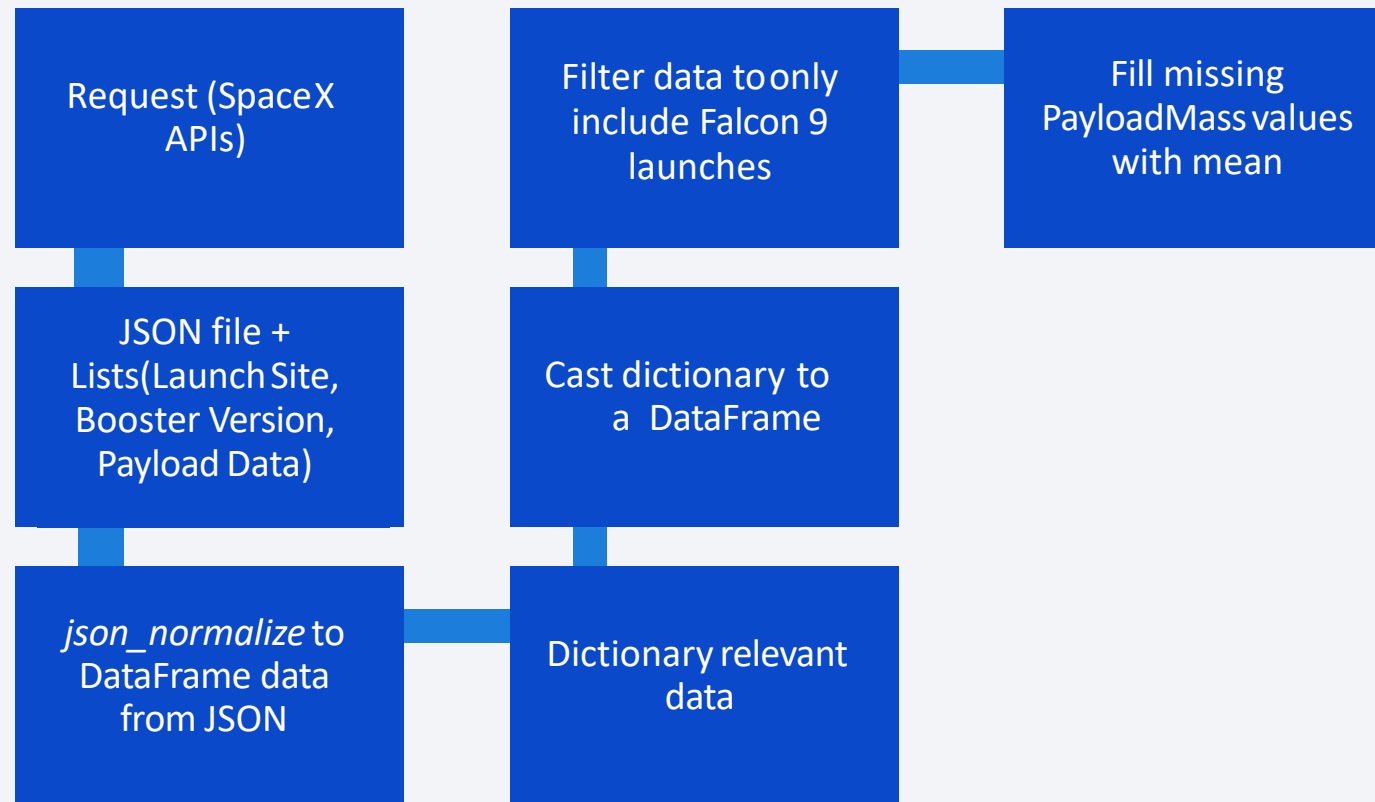 Request (SpaceX
APIs)
JSON file +
Lists(Launch Site,
Booster Version,
Payload Data)
json_normalize to
DataFrame data
from JSON
Dictionary relevant
data
Cast dictionary to
a DataFrame
Filter data to only
include Falcon 9
launches
Fill missing
PayloadMass values
with mean